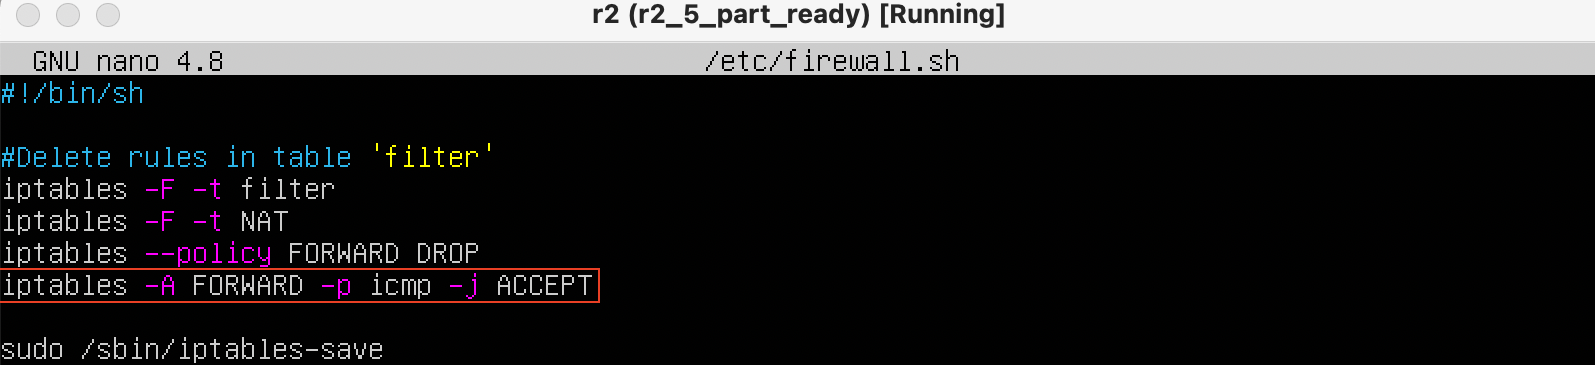 r2 (r2_5_part_ready) [Running]
GNU nano 4.8 /etc/firewall.sh
#!/bin/sh
#Delete rules in table 'filter'
iptables -F -t filter
iptables -F -t NAT
iptables --policy FORWARD DROP
iptables -A FORWARD -p icmp -j ACCEPT
sudo /sbin/iptables-save